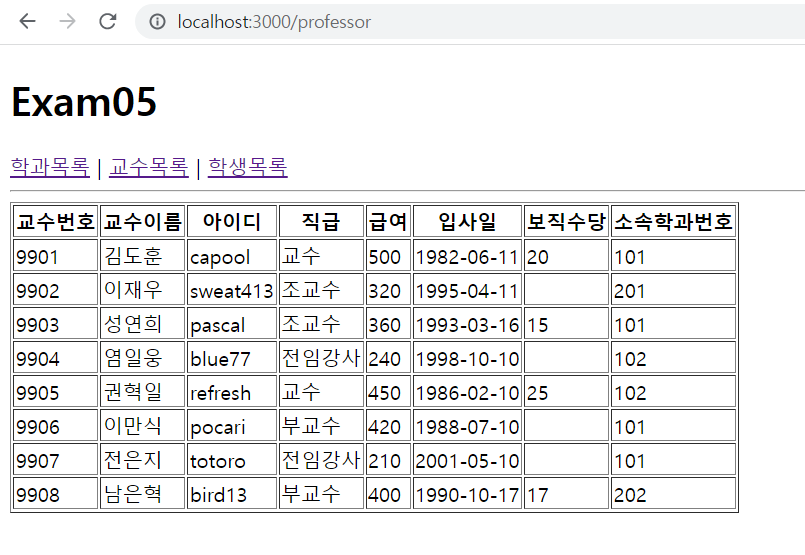 localhost:3000/professor
Exam05
학과목록 | 교수목록 | 학생목록
교수번호 교수이름 아이디 직급 급여 입사일 보직수당 소속학과번호
9901 김도훈 capool 교수 500 1982-06-11 20 101
9902 이재우 sweat413 조교수 320 1995-04-11 201
9903 성연희 pascal 조교수 360 1993-03-16 15 101
9904 염일웅 blue77 전임강사 240 1998-10-10 102
9905 권혁일 refresh 교수 450 1986-02-10 25 102
9906 이만식 pocari 부교수 420 1988-07-10 101
9907 전은지 totoro 전임강사 210 2001-05-10 101
9908 남은혁 bird13 부교수 400 1990-10-17 17 202